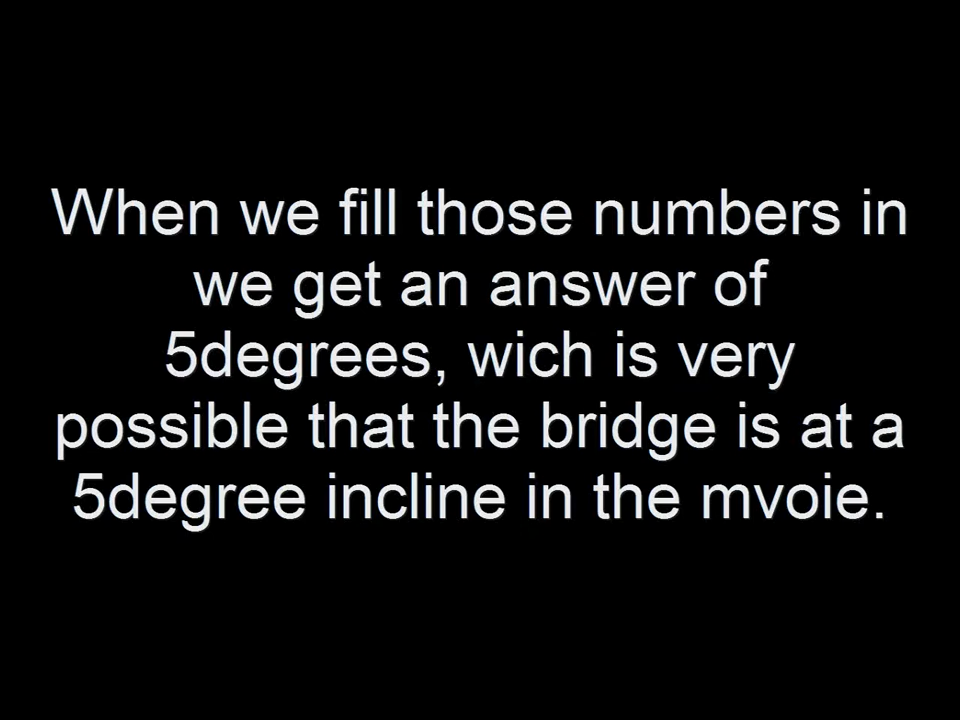 When we fill those numbers in
we get an answer of
5degrees, wich is very
possible that the bridge is at a
5degree incline in the mvoie.